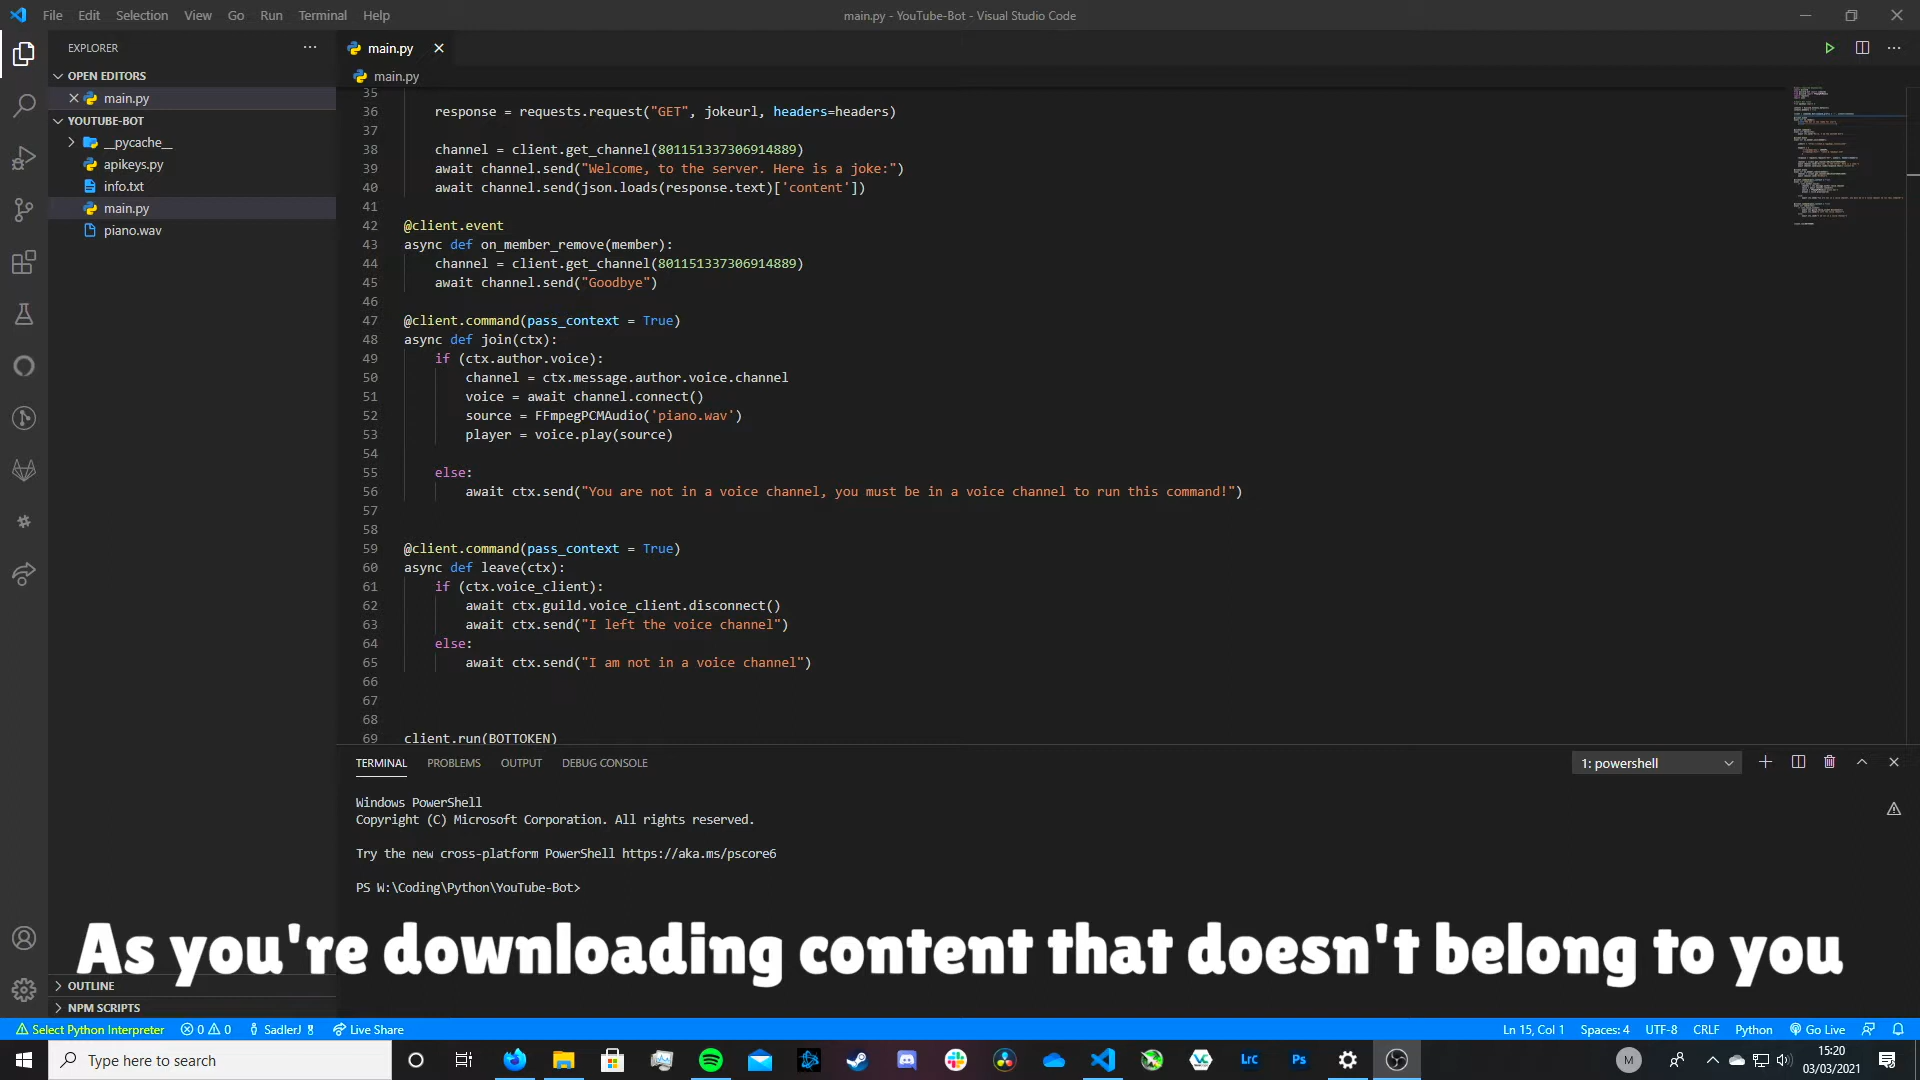 File Edit Selection View Go Run Terminal Help
main.py - YouTube-Bot - Visual Studio Code
EXPLORER
OPEN EDITORS
main.py
YOUTUBE-BOT
__pycache__
apikeys.py
info.txt
main.py
piano.wav
OUTLINE
NPM SCRIPTS
main.py
main.py
35
36 response = requests.request("GET", jokeurl, headers=headers)
37
38 channel = client.get_channel(801151337306914889)
39 await channel.send("Welcome, to the server. Here is a joke:")
40 await channel.send(json.loads(response.text)['content'])
41
42 @client.event
43 async def on_member_remove(member):
44 channel = client.get_channel(801151337306914889)
45 await channel.send("Goodbye")
46
47 @client.command(pass_context = True)
48 async def join(ctx):
49 if (ctx.author.voice):
50 channel = ctx.message.author.voice.channel
51 voice = await channel.connect()
52 source = FFmpegPCMAudio('piano.wav')
53 player = voice.play(source)
54
55 else:
56 await ctx.send("You are not in a voice channel, you must be in a voice channel to run this command!")
57
58
59 @client.command(pass_context = True)
60 async def leave(ctx):
61 if (ctx.voice_client):
62 await ctx.guild.voice_client.disconnect()
63 await ctx.send("I left the voice channel")
64 else:
65 await ctx.send("I am not in a voice channel")
66
67
68
69 client.run(BOTTOKEN)
TERMINAL PROBLEMS OUTPUT DEBUG CONSOLE
1: powershell
Windows PowerShell
Copyright (C) Microsoft Corporation. All rights reserved.
Try the new cross-platform PowerShell https://aka.ms/pscore6
PS W:\Coding\Python\YouTube-Bot>
As you're downloading content that doesn't belong to you
Select Python Interpreter 0 0 SadlerJ Live Share
Ln 15, Col 1 Spaces: 4 UTF-8 CRLF Python Go Live
Type here to search
LrC
Ps
M
15:20
03/03/2021